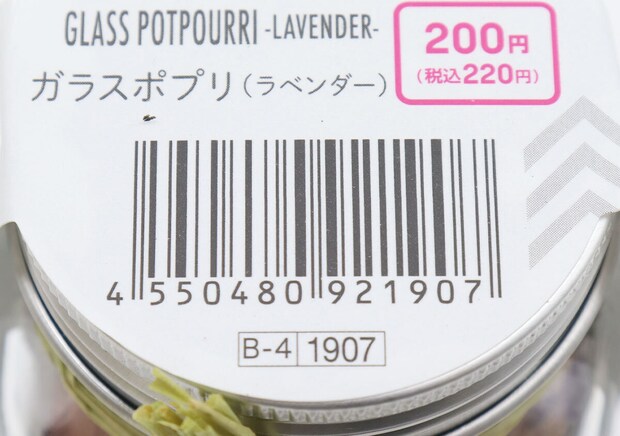 GLASS POTPOURRI -LAVENDER-
ガラスポプリ(ラベンダー)
200円
(税込220円)
4 550480 921907
B-4 1907